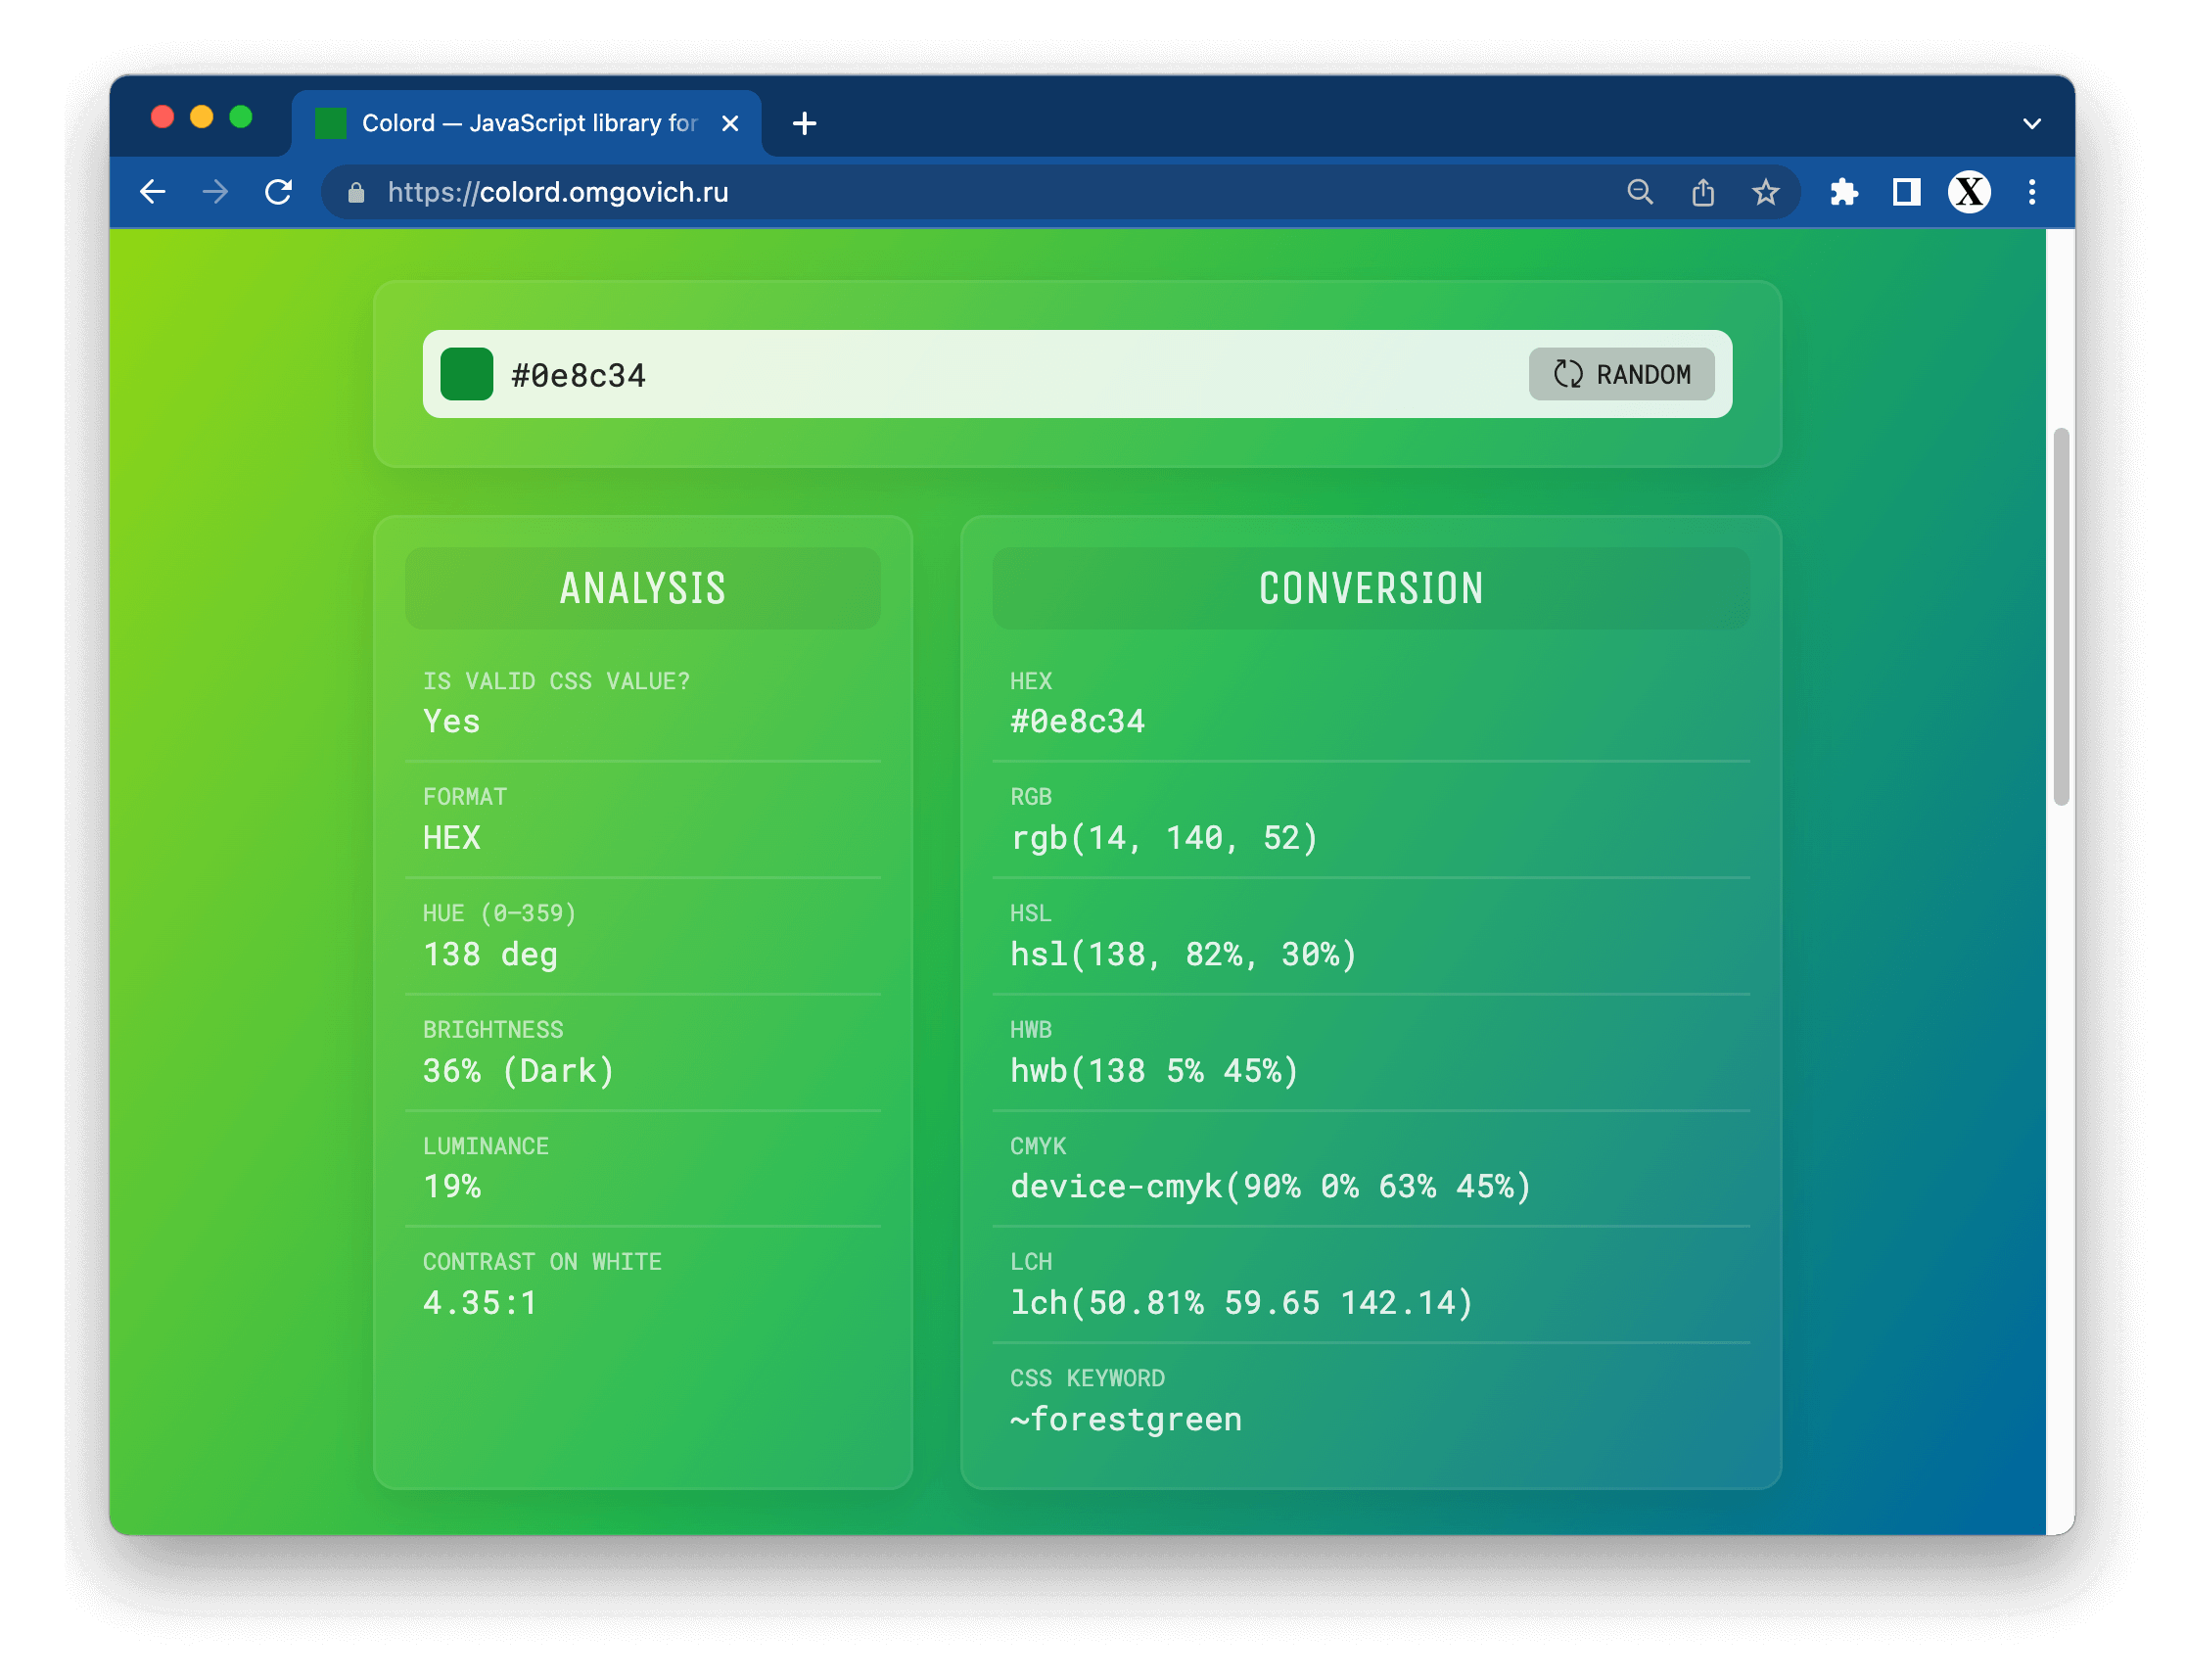 Colord — JavaScript library for
https://colord.omgovich.ru
X
#0e8c34
RANDOM
ANALYSIS
IS VALID CSS VALUE?
Yes
FORMAT
HEX
HUE (0–359)
138 deg
BRIGHTNESS
36% (Dark)
LUMINANCE
19%
CONTRAST ON WHITE
4.35:1
CONVERSION
HEX
#0e8c34
RGB
rgb(14, 140, 52)
HSL
hsl(138, 82%, 30%)
HWB
hwb(138 5% 45%)
CMYK
device-cmyk(90% 0% 63% 45%)
LCH
lch(50.81% 59.65 142.14)
CSS KEYWORD
~forestgreen